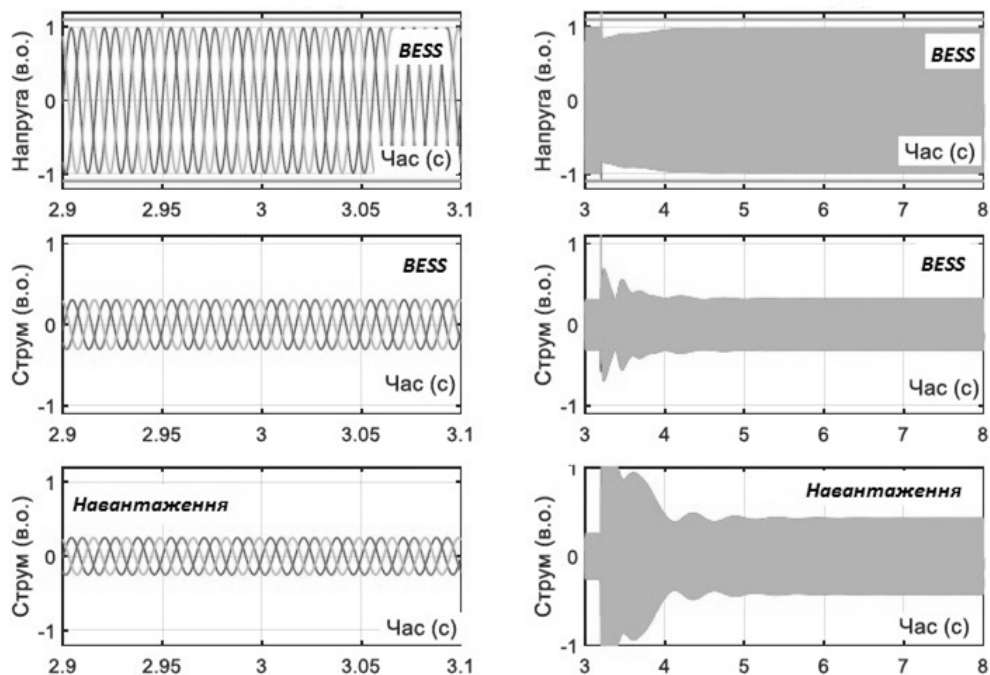 Напруга (в.о.)
1
0
-1
BESS
Час (с)
2.9
2.95
3
3.05
3.1
Напруга (в.о.)
1
0
-1
BESS
Час (с)
3
4
5
6
7
8
Струм (в.о.)
1
0
-1
BESS
Час (с)
2.9
2.95
3
3.05
3.1
Струм (в.о.)
1
0
-1
BESS
Час (с)
3
4
5
6
7
8
Струм (в.о.)
1
0
-1
Навантаження
Час (с)
2.9
2.95
3
3.05
3.1
Струм (в.о.)
1
0
-1
Навантаження
Час (с)
3
4
5
6
7
8